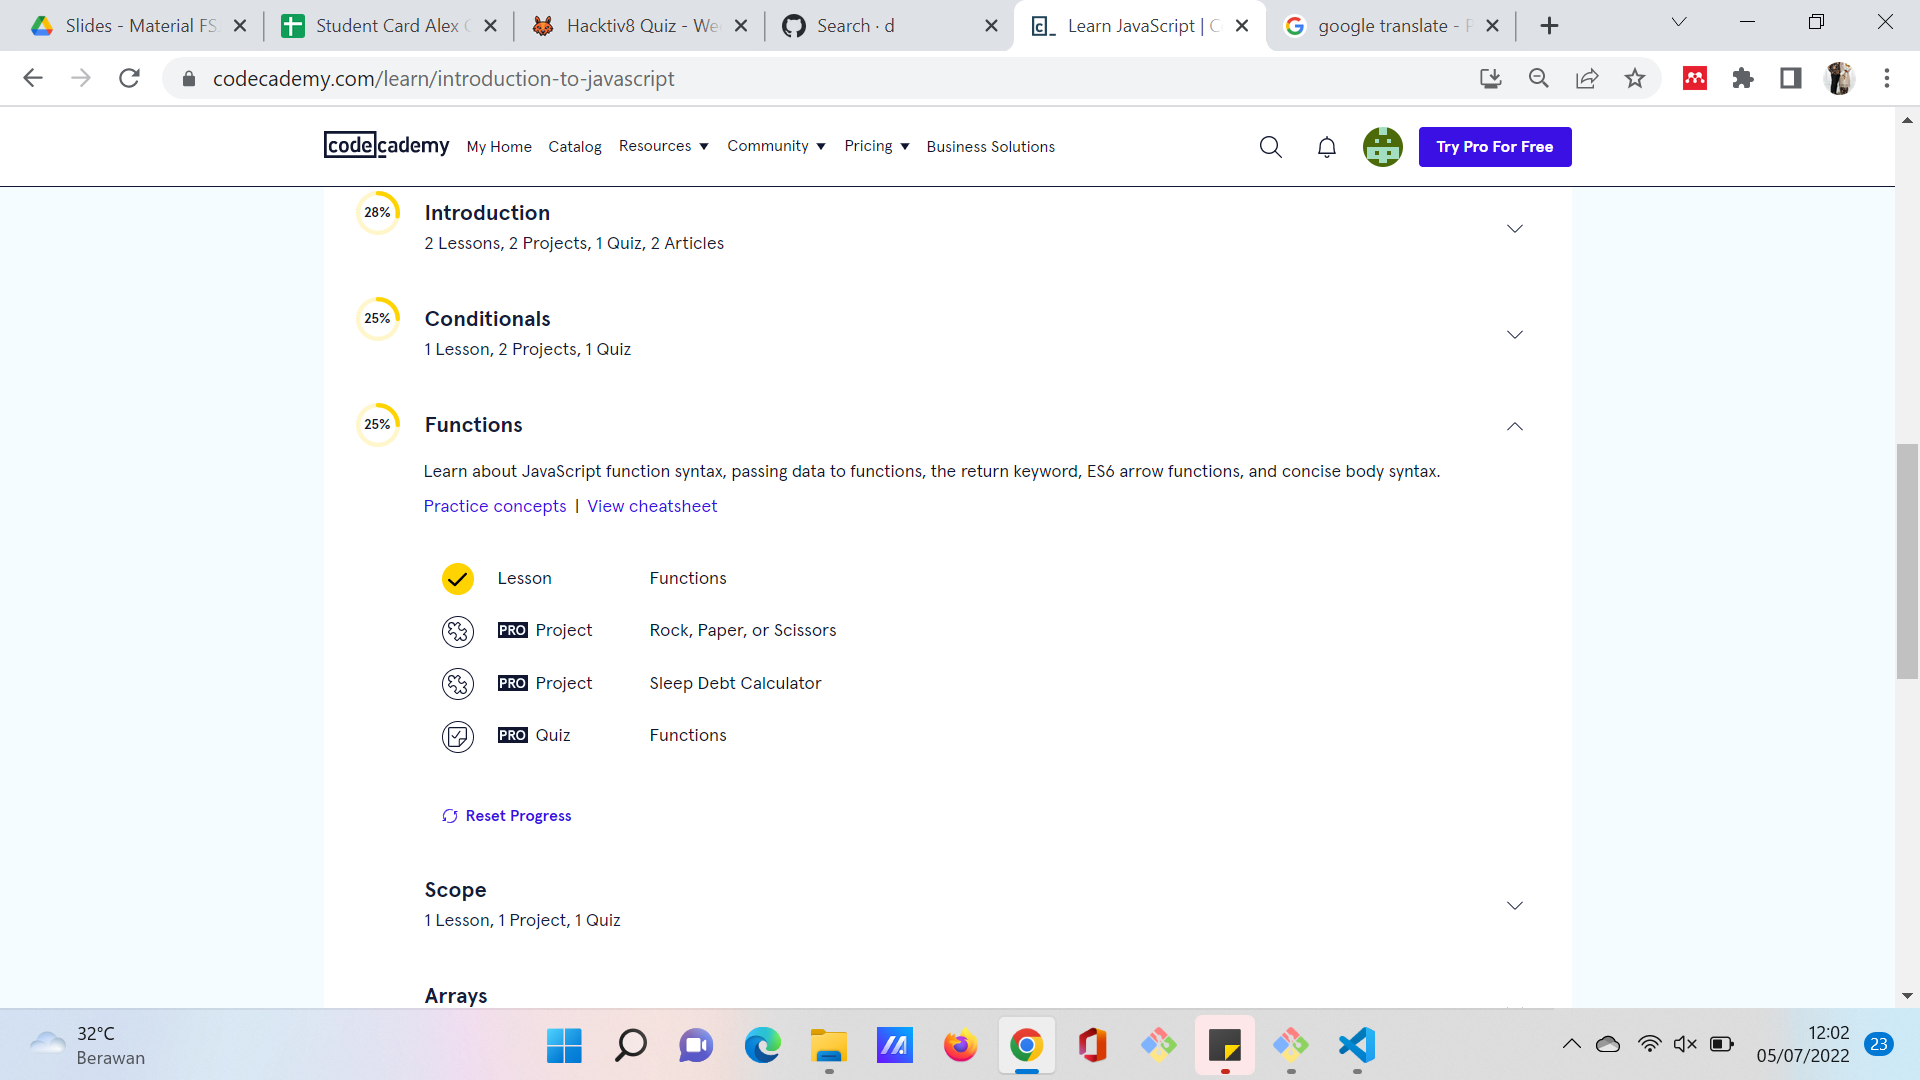 Slides - Material FS
Student Card Alex
Hacktiv8 Quiz - We
Search · d
Learn JavaScript | C
google translate -
codecademy.com/learn/introduction-to-javascript
codecademy My Home Catalog Resources Community Pricing Business Solutions Try Pro For Free
28% Introduction
2 Lessons, 2 Projects, 1 Quiz, 2 Articles
25% Conditionals
1 Lesson, 2 Projects, 1 Quiz
25% Functions
Learn about JavaScript function syntax, passing data to functions, the return keyword, ES6 arrow functions, and concise body syntax.
Practice concepts | View cheatsheet
Lesson Functions
PRO Project Rock, Paper, or Scissors
PRO Project Sleep Debt Calculator
PRO Quiz Functions
Reset Progress
Scope
1 Lesson, 1 Project, 1 Quiz
Arrays
32°C
Berawan
12:02
05/07/2022
23